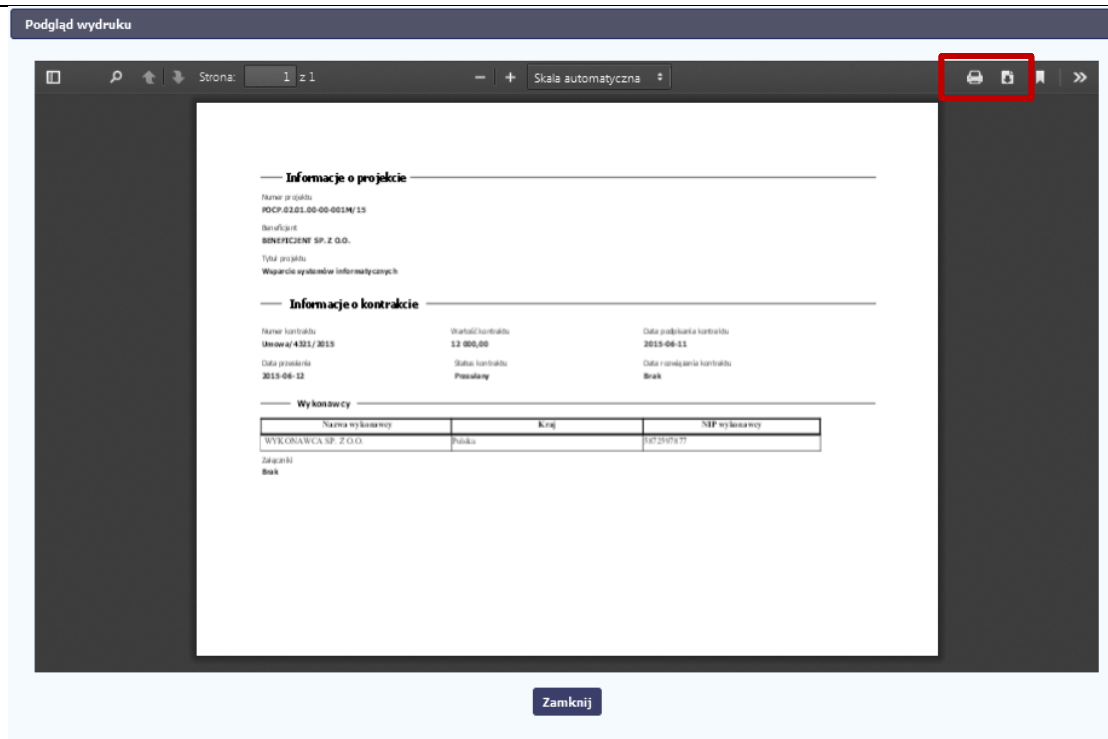 Podgląd wydruku
Strona: 1 z 1 Skala automatyczna
Informacje o projekcie
Numer projektu
POCP.02.01.00-00-001M/15
Beneficjent
BENEFICJENT SP. Z O.O.
Tytuł projektu
Wsparcie systemów informatycznych
Informacje o kontrakcie
Numer kontraktu Wartość kontraktu Data podpisania kontraktu
Umowa/4321/2015 12 000,00 2015-06-11
Data przesłania Status kontraktu Data rozwiązania kontraktu
2015-06-12 Przesłany Brak
Wykonawcy
Nazwa wykonawcy Kraj NIP wykonawcy
WYKONAWCA SP. Z O.O. Polska 5872597877
Załączniki
Brak
Zamknij